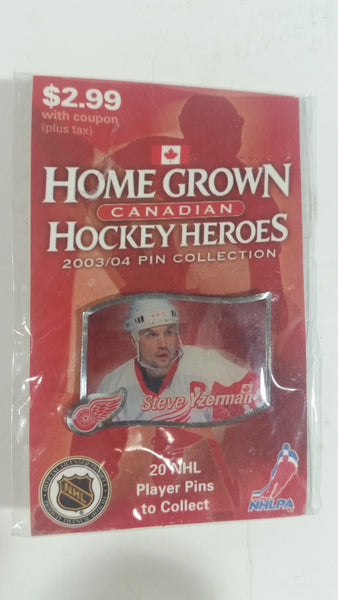 $2.99
with coupon
(plus tax)
HOME GROWN
CANADIAN
HOCKEY HEROES
2003/04 PIN COLLECTION
Steve Yzerman
20 NHL
Player Pins
to Collect
NHL
NHLPA